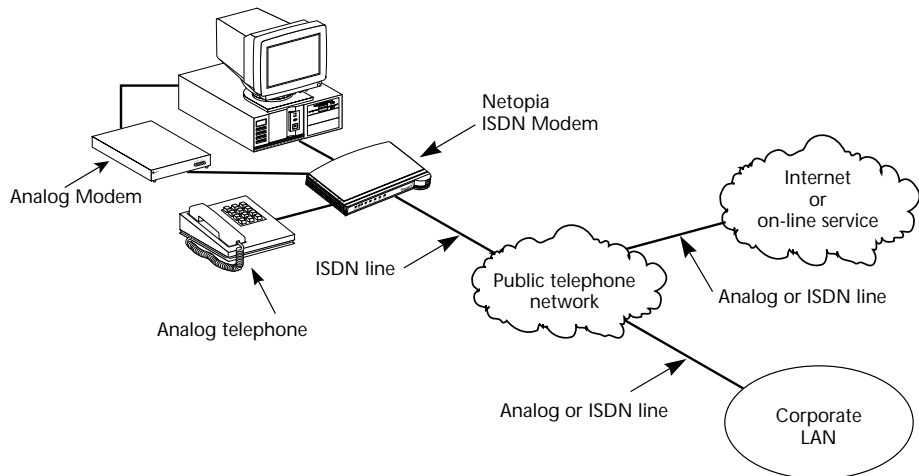 Netopia
ISDN Modem
Analog Modem
Internet
or
on-line service
ISDN line
Public telephone
network
Analog or ISDN line
Analog telephone
Analog or ISDN line
Corporate
LAN